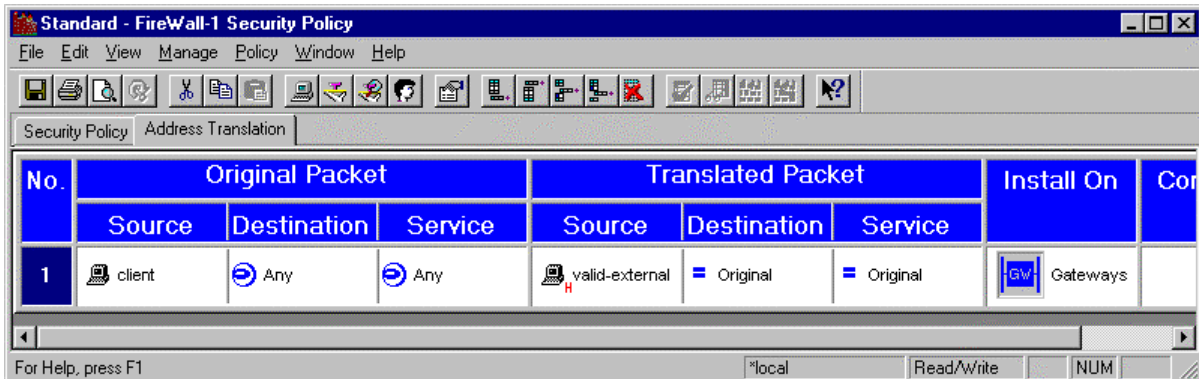 Standard - FireWall-1 Security Policy
File Edit View Manage Policy Window Help
Security Policy Address Translation
No. Original Packet Translated Packet Install On Cor
Source Destination Service Source Destination Service
1 client Any Any H valid-external = Original = Original GW Gateways
For Help, press F1 *local Read/Write NUM